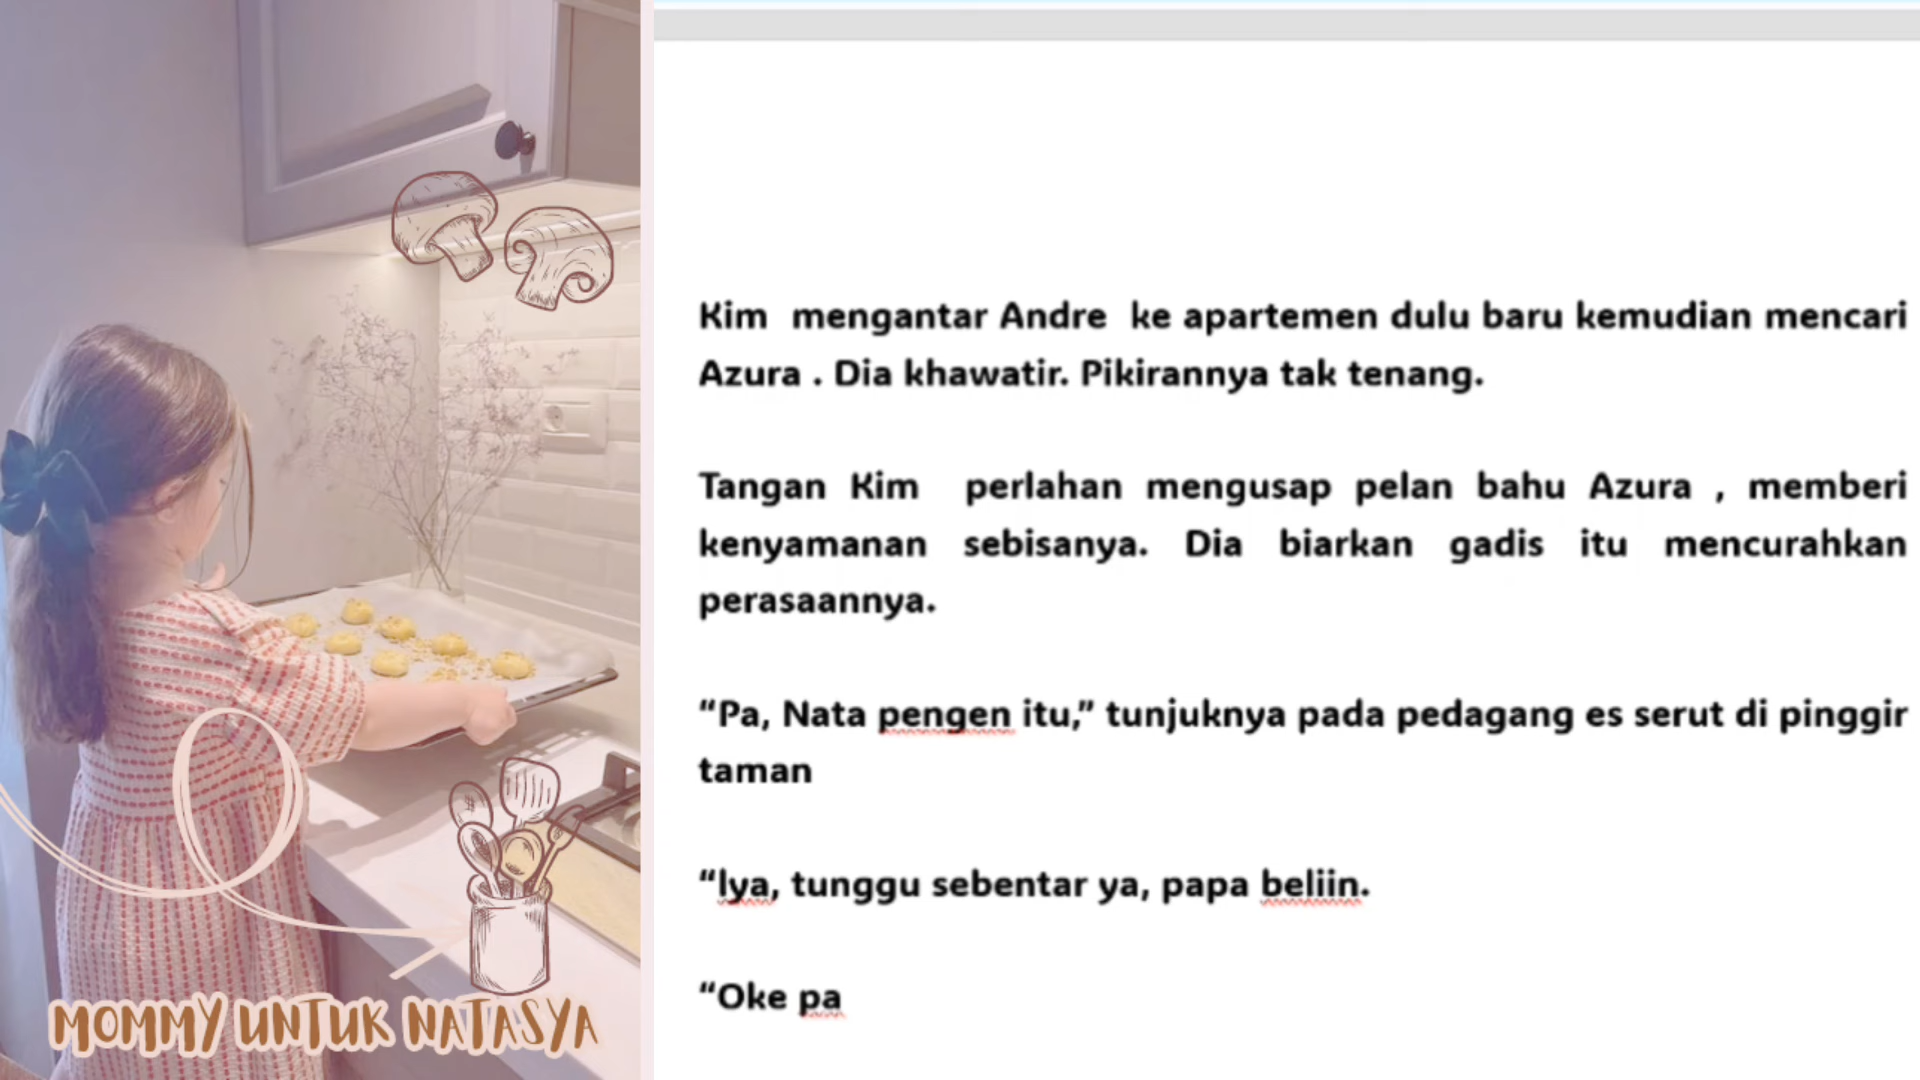 MOMMY UNTUK NATASYA
Kim mengantar Andre ke apartemen dulu baru kemudian mencari
Azura . Dia khawatir. Pikirannya tak tenang.
Tangan Kim perlahan mengusap pelan bahu Azura , memberi
kenyamanan sebisanya. Dia biarkan gadis itu mencurahkan
perasaannya.
“Pa, Nata pengen itu,” tunjuknya pada pedagang es serut di pinggir
taman
“Iya, tunggu sebentar ya, papa beliin.
“Oke pa